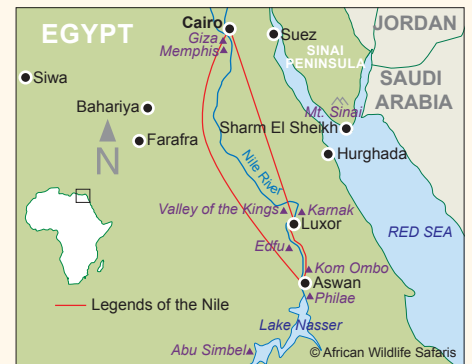 EGYPT
Cairo
Giza
Memphis
Suez
JORDAN
SINAI
PENINSULA
SAUDI
ARABIA
Siwa
Bahariya
Mt. Sinai
Sharm El Sheikh
Farafra
N
Hurghada
Nile River
Valley of the Kings
Karnak
Luxor
RED SEA
Edfu
Kom Ombo
Aswan
Philae
Legends of the Nile
Lake Nasser
Abu Simbel
© African Wildlife Safaris